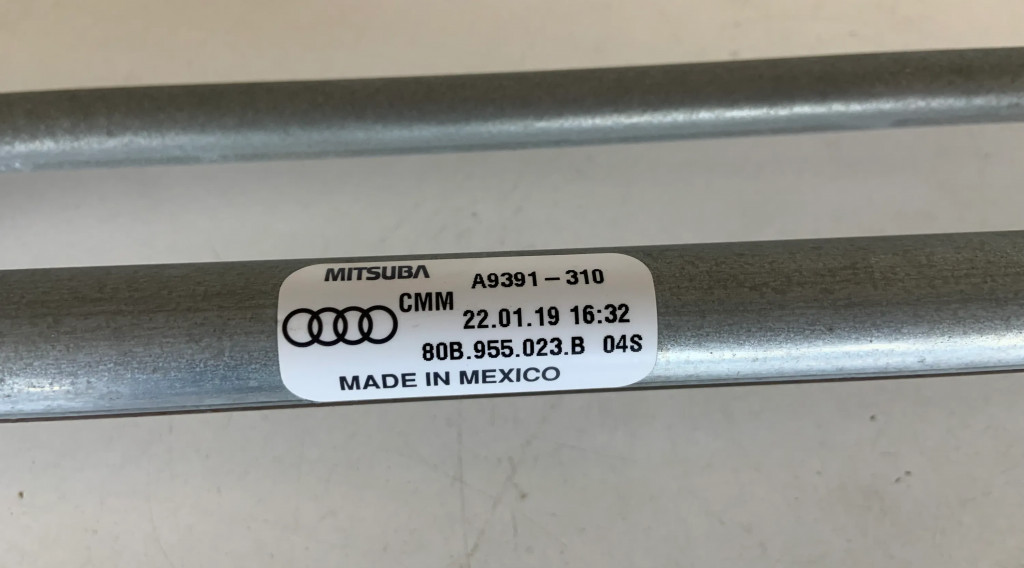 MITSUBA A9391-310
CMM 22.01.19 16:32
80B.955.023.B 04S
MADE IN MEXICO